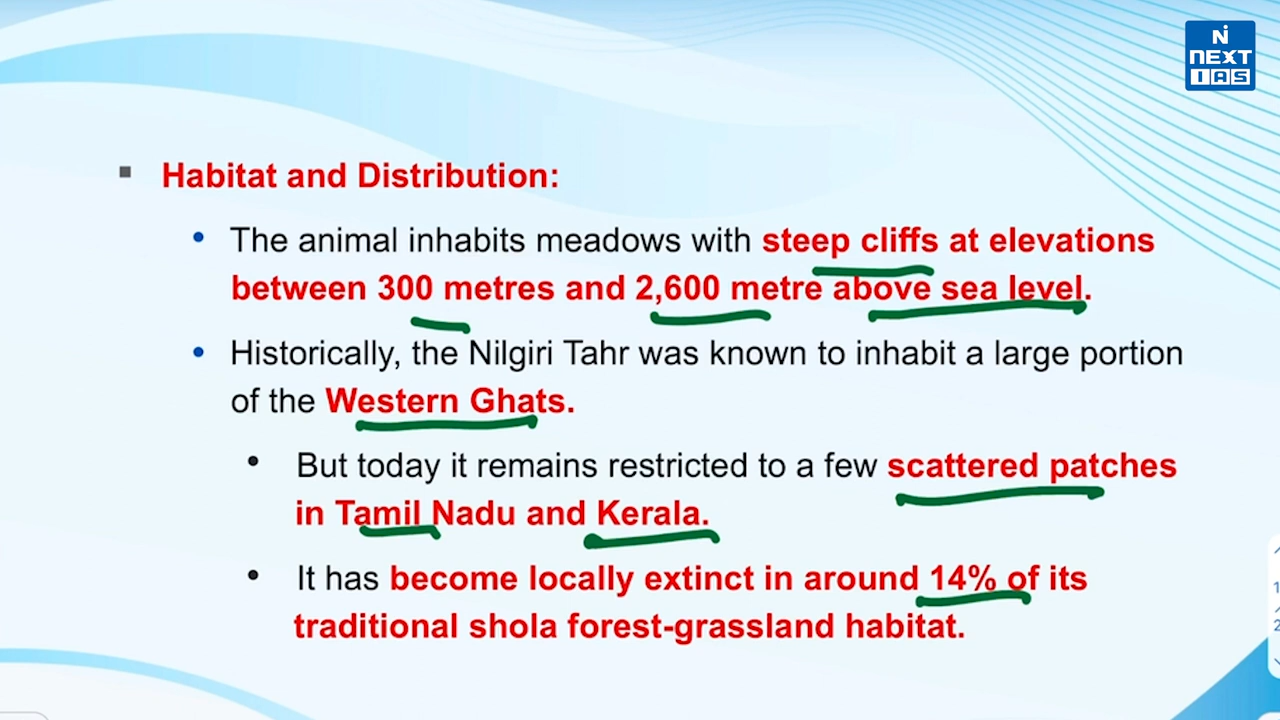 NEXT
IAS
▪ Habitat and Distribution:
• The animal inhabits meadows with steep cliffs at elevations
between 300 metres and 2,600 metre above sea level.
• Historically, the Nilgiri Tahr was known to inhabit a large portion
of the Western Ghats.
• But today it remains restricted to a few scattered patches
in Tamil Nadu and Kerala.
• It has become locally extinct in around 14% of its
traditional shola forest-grassland habitat.
1
2